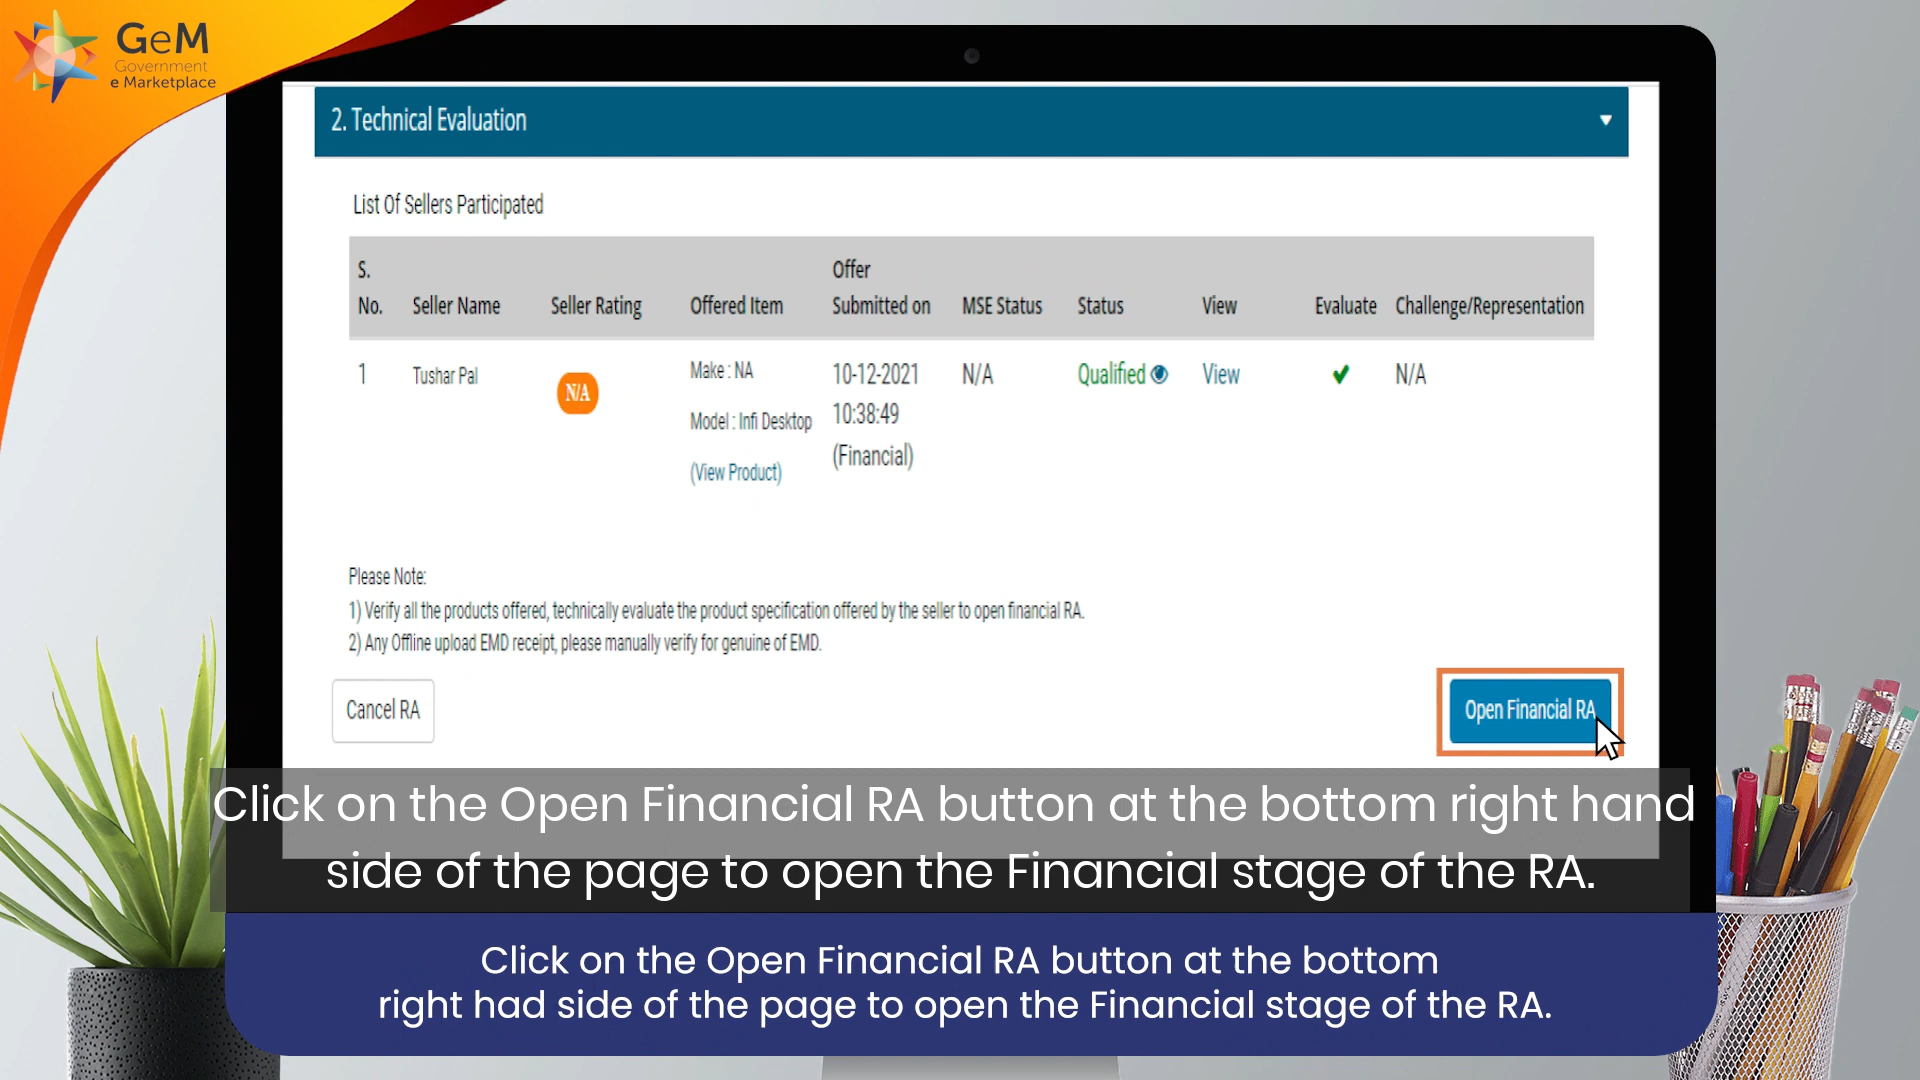 GeM
Government
e Marketplace
2. Technical Evaluation
List Of Sellers Participated
S. No. Seller Name Seller Rating Offered Item Offer Submitted on MSE Status Status View Evaluate Challenge/Representation
1 Tushar Pal N/A Make : NA 10-12-2021 N/A Qualified View N/A
Model : Infi Desktop 10:38:49
(View Product) (Financial)
Please Note:
1) Verify all the products offered, technically evaluate the product specification offered by the seller to open financial RA.
2) Any Offline upload EMD receipt, please manually verify for genuine of EMD.
Cancel RA Open Financial RA
Click on the Open Financial RA button at the bottom right hand
side of the page to open the Financial stage of the RA.
Click on the Open Financial RA button at the bottom
right had side of the page to open the Financial stage of the RA.